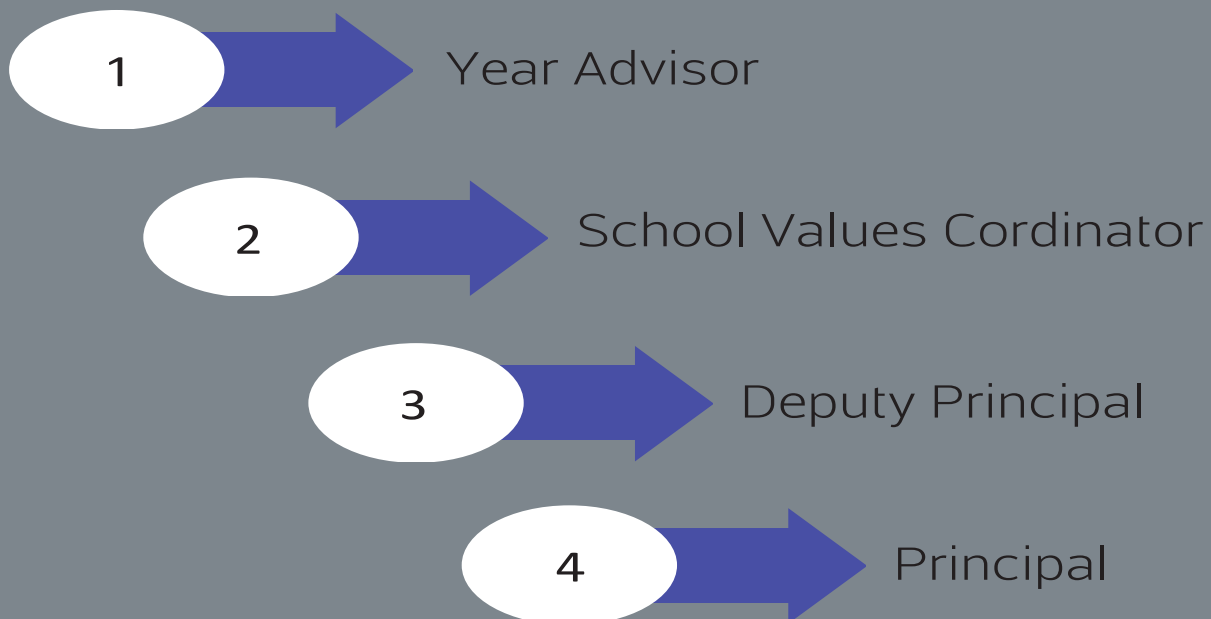 1 Year Advisor
2 School Values Cordinator
3 Deputy Principal
4 Principal